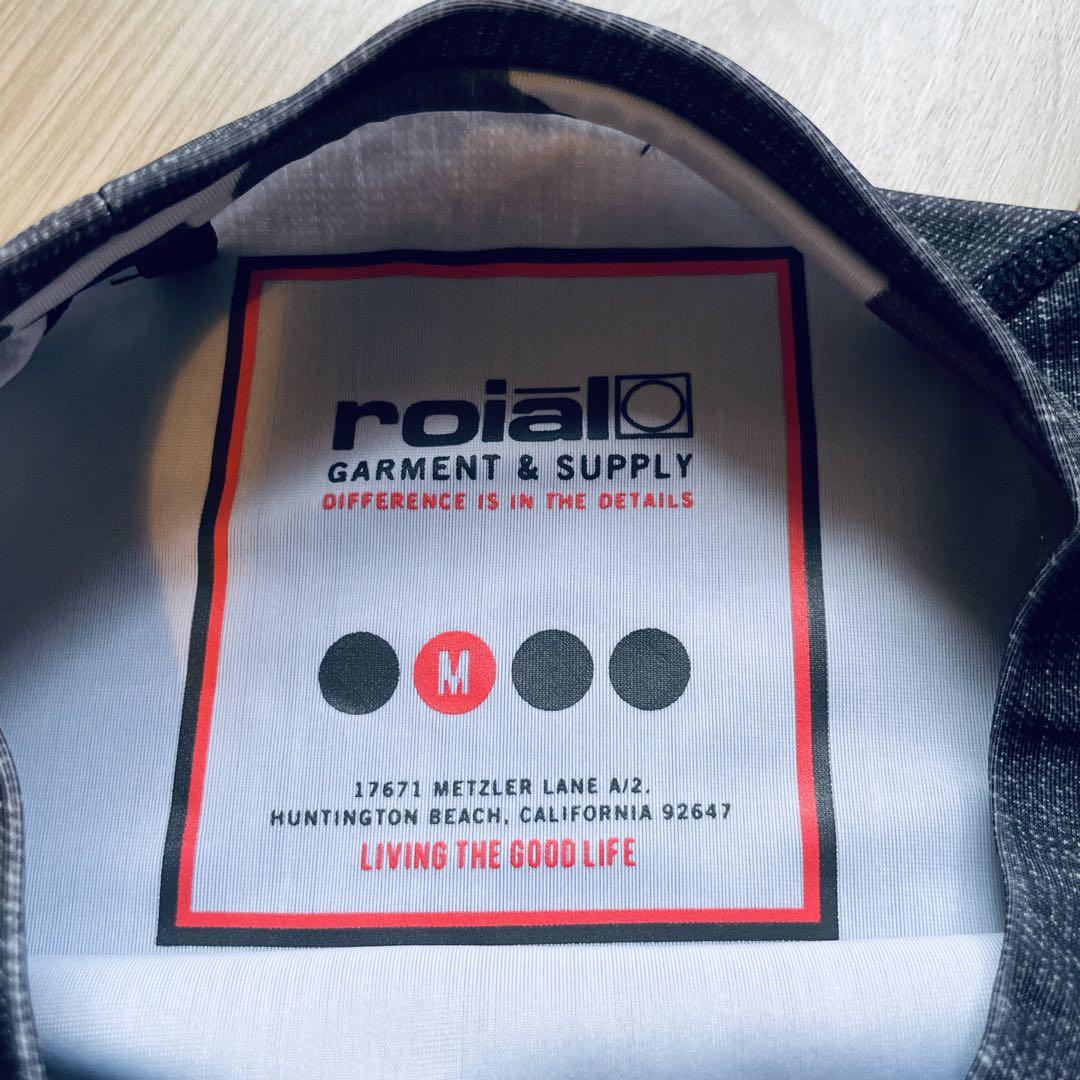 roiāl
GARMENT & SUPPLY
DIFFERENCE IS IN THE DETAILS
M
17671 METZLER LANE A/2.
HUNTINGTON BEACH, CALIFORNIA 92647
LIVING THE GOOD LIFE